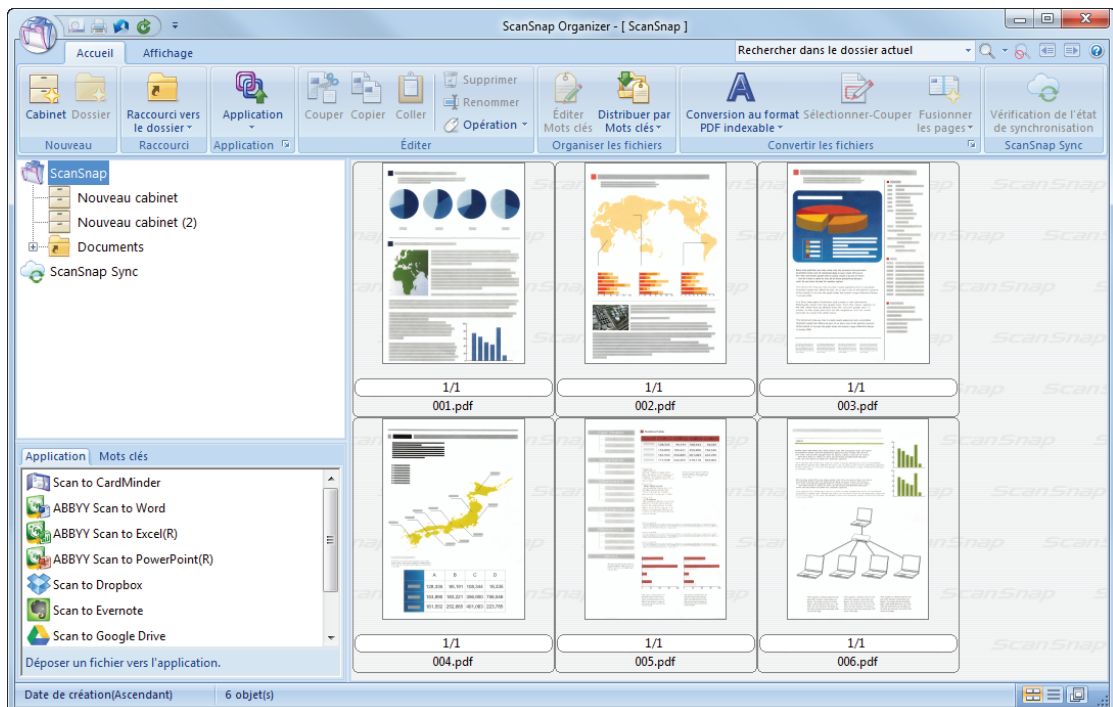 ScanSnap Organizer - [ ScanSnap ]
Accueil Affichage
Rechercher dans le dossier actuel
Cabinet Dossier
Raccourci vers le dossier
Application
Couper Copier Coller
Supprimer
Renommer
Opération
Éditer Mots clés
Distribuer par Mots clés
Conversion au format PDF indexable
Sélectionner-Couper
Fusionner les pages
Vérification de l'état de synchronisation
Nouveau Raccourci Application Éditer Organiser les fichiers Convertir les fichiers ScanSnap Sync
ScanSnap
Nouveau cabinet
Nouveau cabinet (2)
Documents
ScanSnap Sync
1/1 1/1 1/1
001.pdf 002.pdf 003.pdf
1/1 1/1 1/1
004.pdf 005.pdf 006.pdf
Application Mots clés
Scan to CardMinder
ABBYY Scan to Word
ABBYY Scan to Excel(R)
ABBYY Scan to PowerPoint(R)
Scan to Dropbox
Scan to Evernote
Scan to Google Drive
Déposer un fichier vers l'application.
Date de création(Ascendant) 6 objet(s)